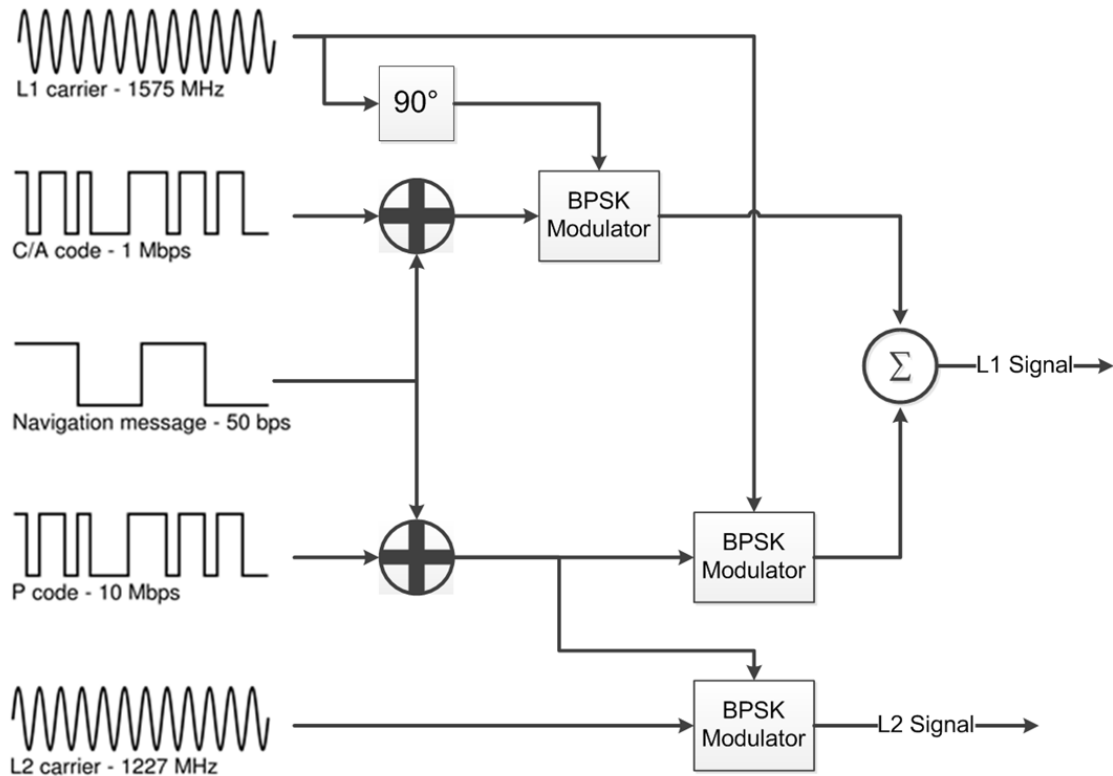 L1 carrier - 1575 MHz
90°
BPSK
Modulator
C/A code - 1 Mbps
Σ
L1 Signal
Navigation message - 50 bps
BPSK
Modulator
P code - 10 Mbps
BPSK
Modulator
L2 Signal
L2 carrier - 1227 MHz